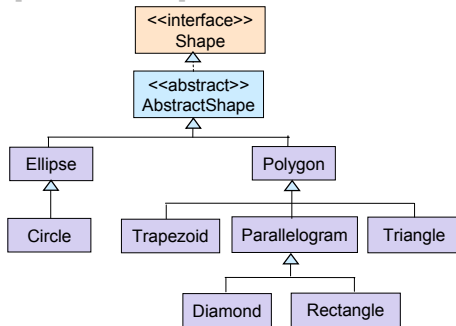 <<interface>>
Shape
<<abstract>>
AbstractShape
Ellipse
Polygon
Circle
Trapezoid
Parallelogram
Triangle
Diamond
Rectangle